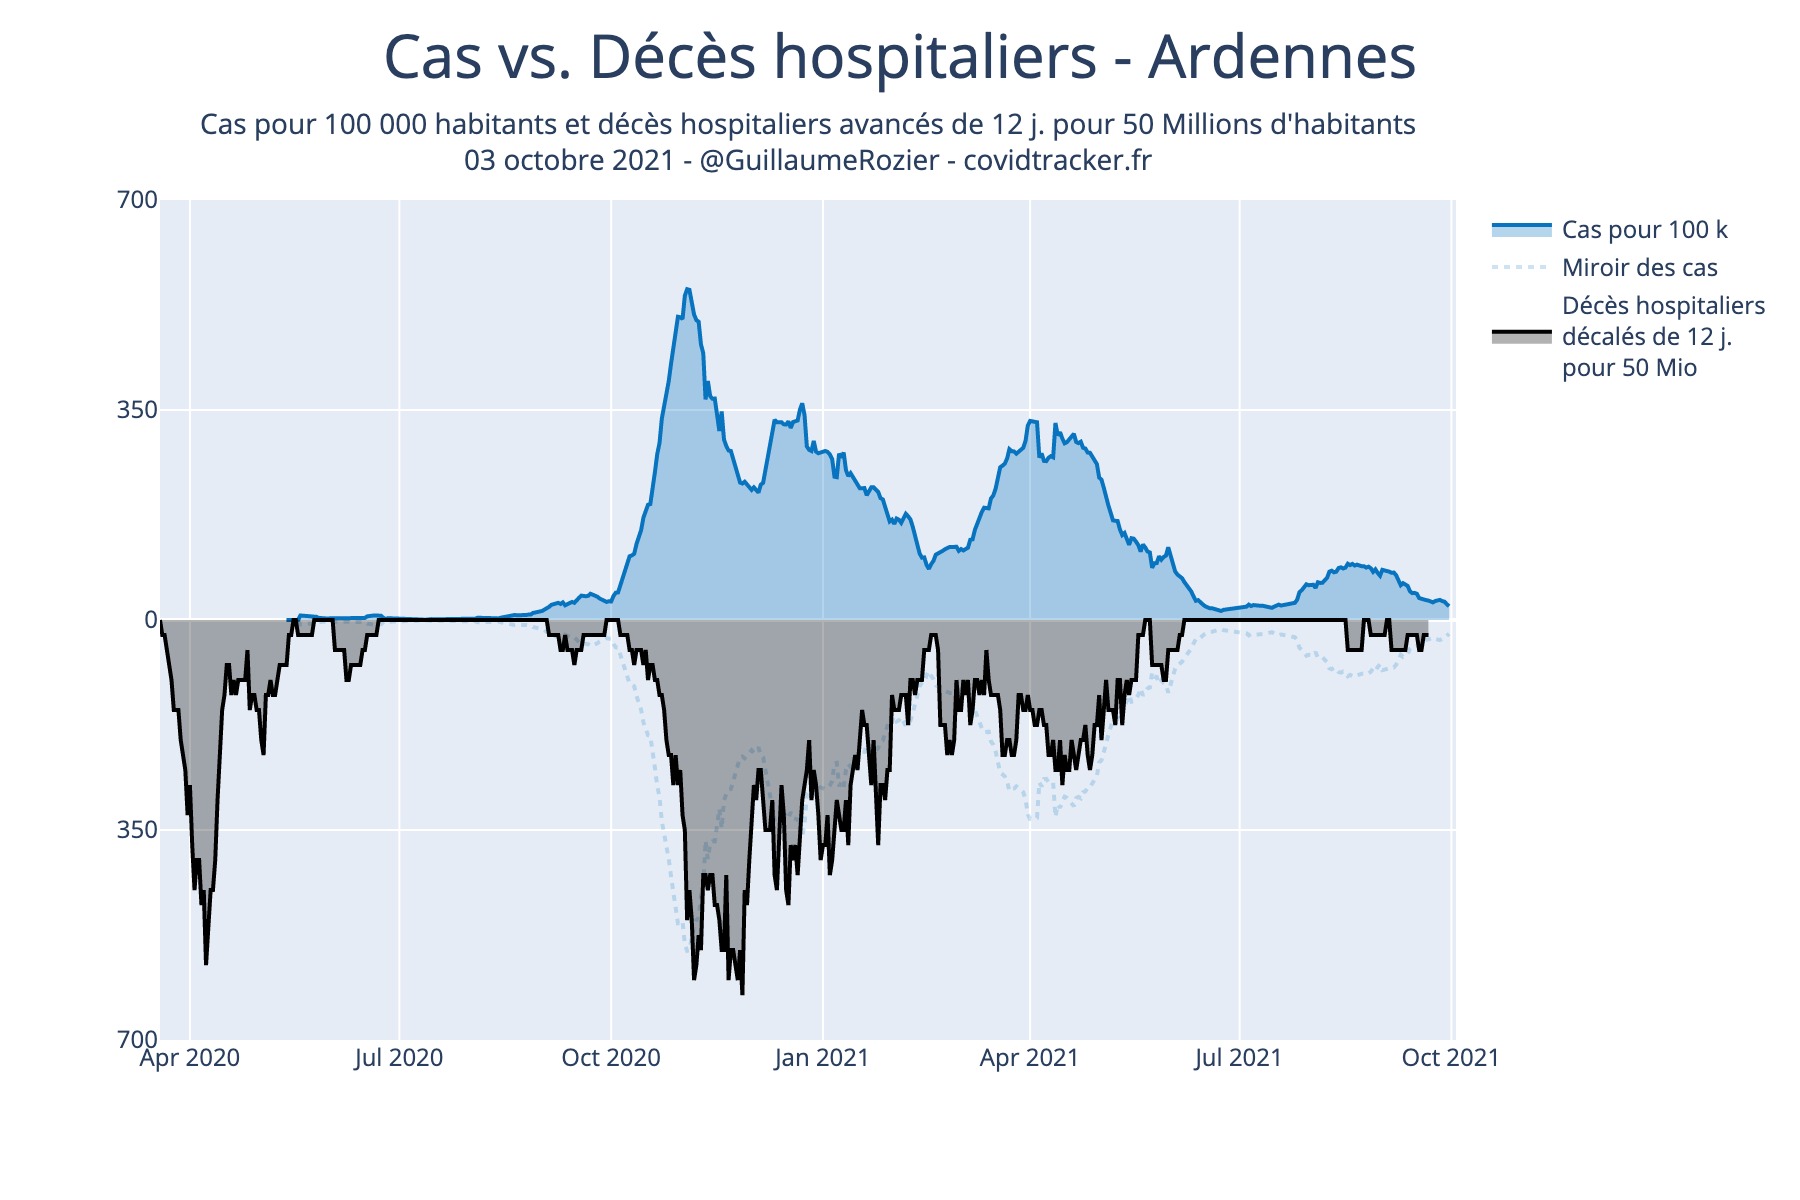 Cas vs. Décès hospitaliers - Ardennes
Cas pour 100 000 habitants et décès hospitaliers avancés de 12 j. pour 50 Millions d'habitants
03 octobre 2021 - @GuillaumeRozier - covidtracker.fr
700
350
0
350
700
Apr 2020
Jul 2020
Oct 2020
Jan 2021
Apr 2021
Jul 2021
Oct 2021
Cas pour 100 k
Miroir des cas
Décès hospitaliers
décalés de 12 j.
pour 50 Mio